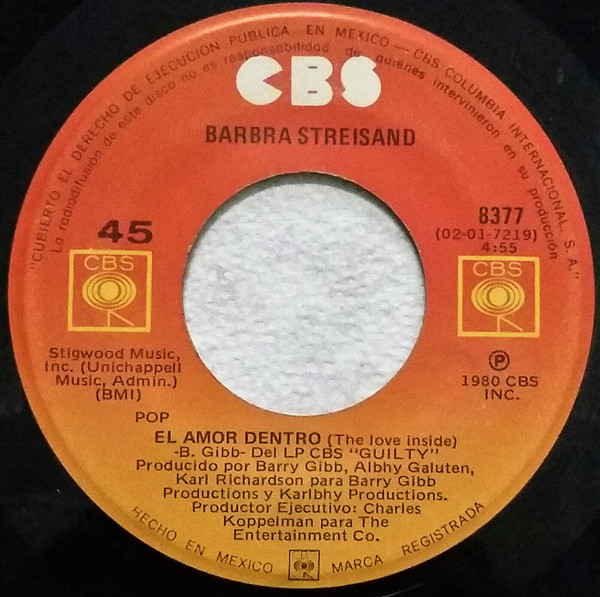 "CUBIERTO EL DERECHO DE EJECUCION PUBLICA EN MEXICO — CBS COLUMBIA INTERNACIONAL, S. A."
La radiodifusión de este disco no es responsabilidad de quienes intervinieron en su producción
CBS
BARBRA STREISAND
45
8377
(02-01-7219)
4:55
CBS
CBS
Stigwood Music,
Inc. (Unichappell
Music, Admin.)
(BMI)
℗
1980 CBS
INC.
POP
EL AMOR DENTRO (The love inside)
-B. Gibb- Del LP CBS "GUILTY"
Producido por Barry Gibb, Albhy Galuten,
Karl Richardson para Barry Gibb
Productions y Karlbhy Productions.
Productor Ejecutivo: Charles
Koppelman para The
Entertainment Co.
HECHO EN MEXICO MARCA REGISTRADA